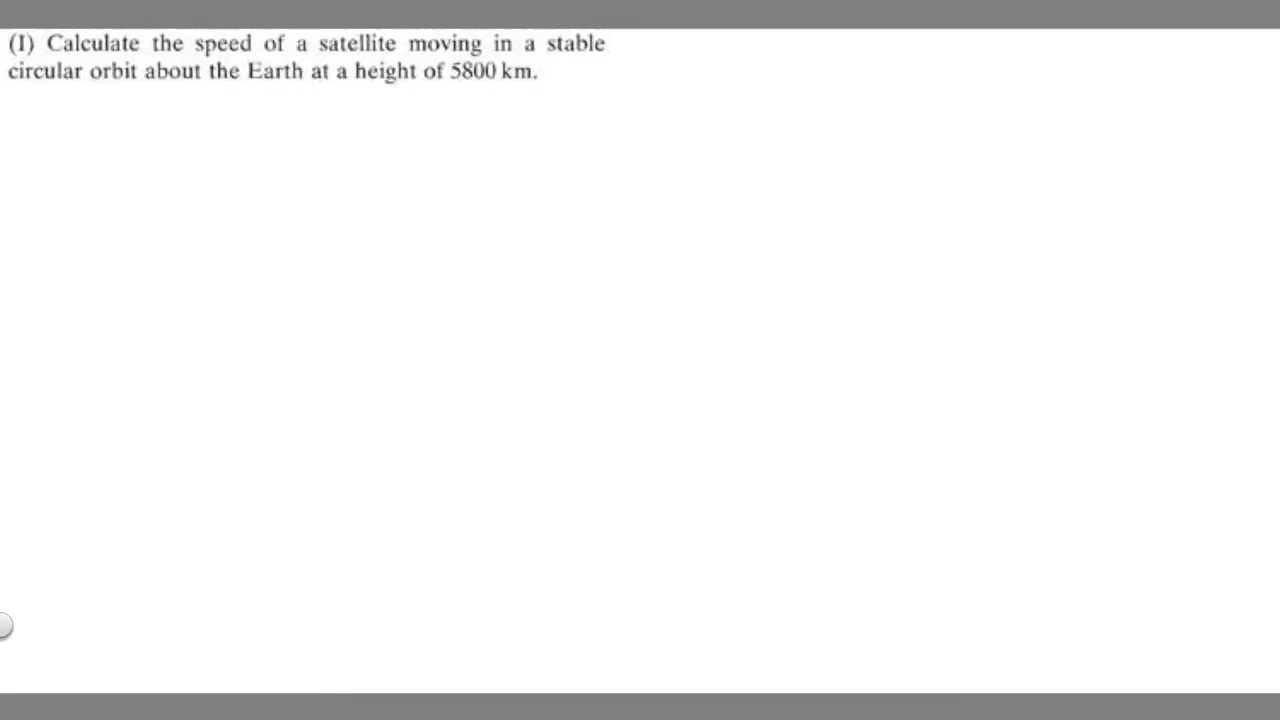 (I) Calculate the speed of a satellite moving in a stable
circular orbit about the Earth at a height of 5800 km.